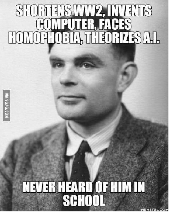 SHORTENS WW2, INVENTS
COMPUTER, FACES
HOMOPHOBIA, THEORIZES A.I.
NEVER HEARD OF HIM IN
SCHOOL